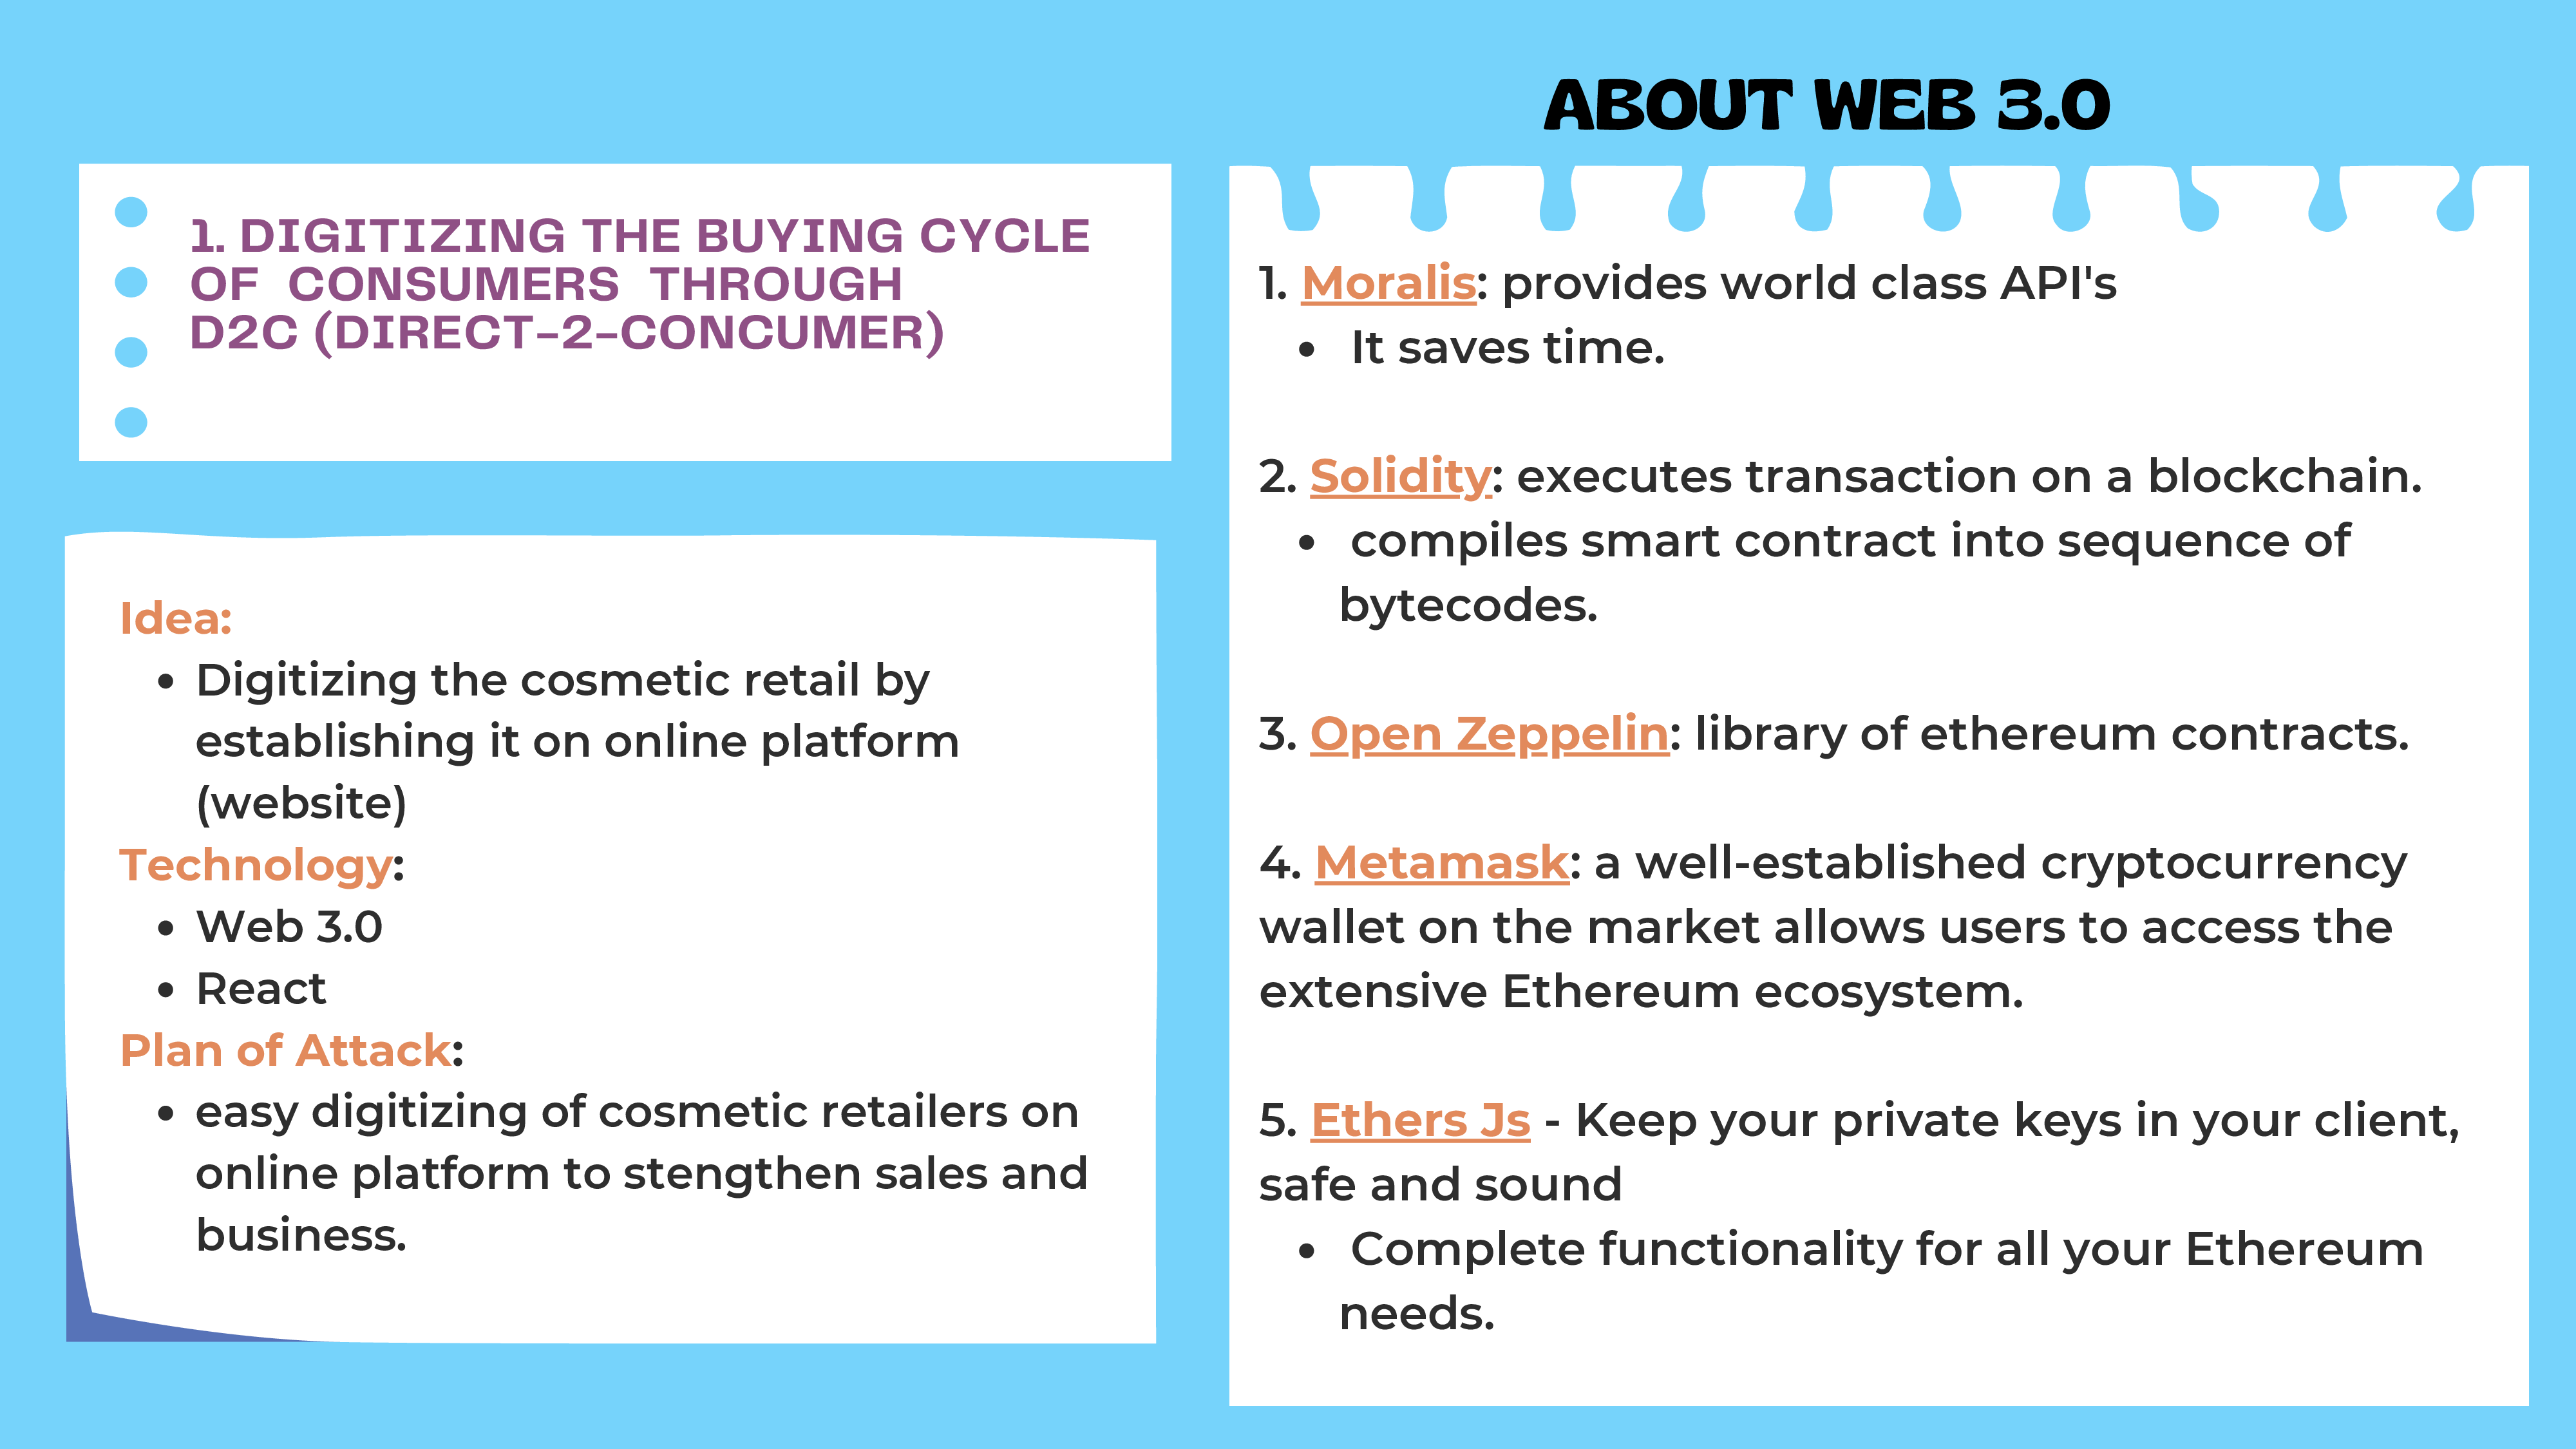 1. DIGITIZING THE BUYING CYCLE
OF CONSUMERS THROUGH
D2C (DIRECT-2-CONCUMER)
Idea:
• Digitizing the cosmetic retail by
establishing it on online platform
(website)
Technology:
• Web 3.0
• React
Plan of Attack:
• easy digitizing of cosmetic retailers on
online platform to stengthen sales and
business.
ABOUT WEB 3.0
1. Moralis: provides world class API's
• It saves time.
2. Solidity: executes transaction on a blockchain.
• compiles smart contract into sequence of
bytecodes.
3. Open Zeppelin: library of ethereum contracts.
4. Metamask: a well-established cryptocurrency
wallet on the market allows users to access the
extensive Ethereum ecosystem.
5. Ethers Js - Keep your private keys in your client,
safe and sound
• Complete functionality for all your Ethereum
needs.